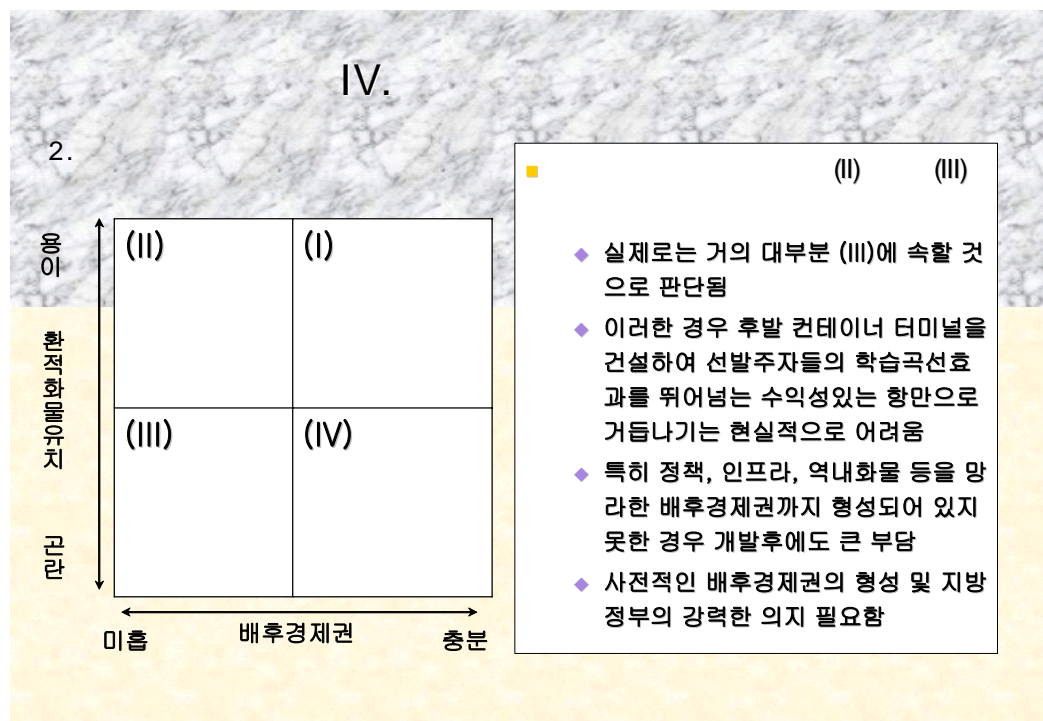 IV.
2.
(II) (III)
용이
환적화물유치
곤란
(II) (I)
(III) (IV)
미흡 배후경제권 충분
실제로는 거의 대부분 (III)에 속할 것
으로 판단됨
이러한 경우 후발 컨테이너 터미널을
건설하여 선발주자들의 학습곡선효
과를 뛰어넘는 수익성있는 항만으로
거듭나기는 현실적으로 어려움
특히 정책, 인프라, 역내화물 등을 망
라한 배후경제권까지 형성되어 있지
못한 경우 개발후에도 큰 부담
사전적인 배후경제권의 형성 및 지방
정부의 강력한 의지 필요함